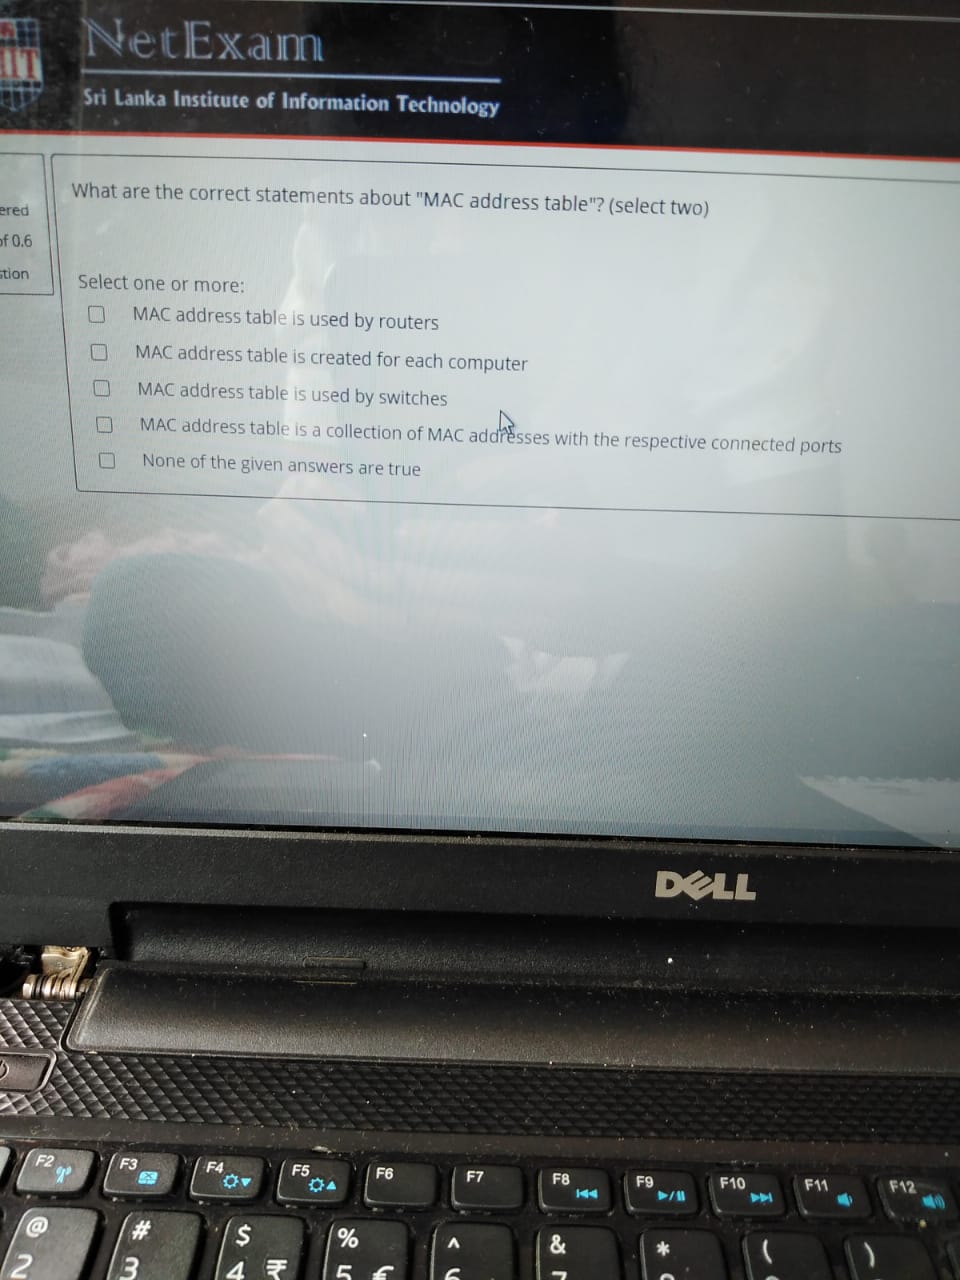 NetExam
Sri Lanka Institute of Information Technology
ered
of 0.6
stion
What are the correct statements about "MAC address table"? (select two)
Select one or more:
MAC address table is used by routers
MAC address table is created for each computer
MAC address table is used by switches
MAC address table is a collection of MAC addresses with the respective connected ports
None of the given answers are true
DELL
F2 F3 F4 F5 F6 F7 F8 F9 F10 F11 F12
@ # $ % ^ & * ( )
2 3 4 ₹ 5 € 6 7